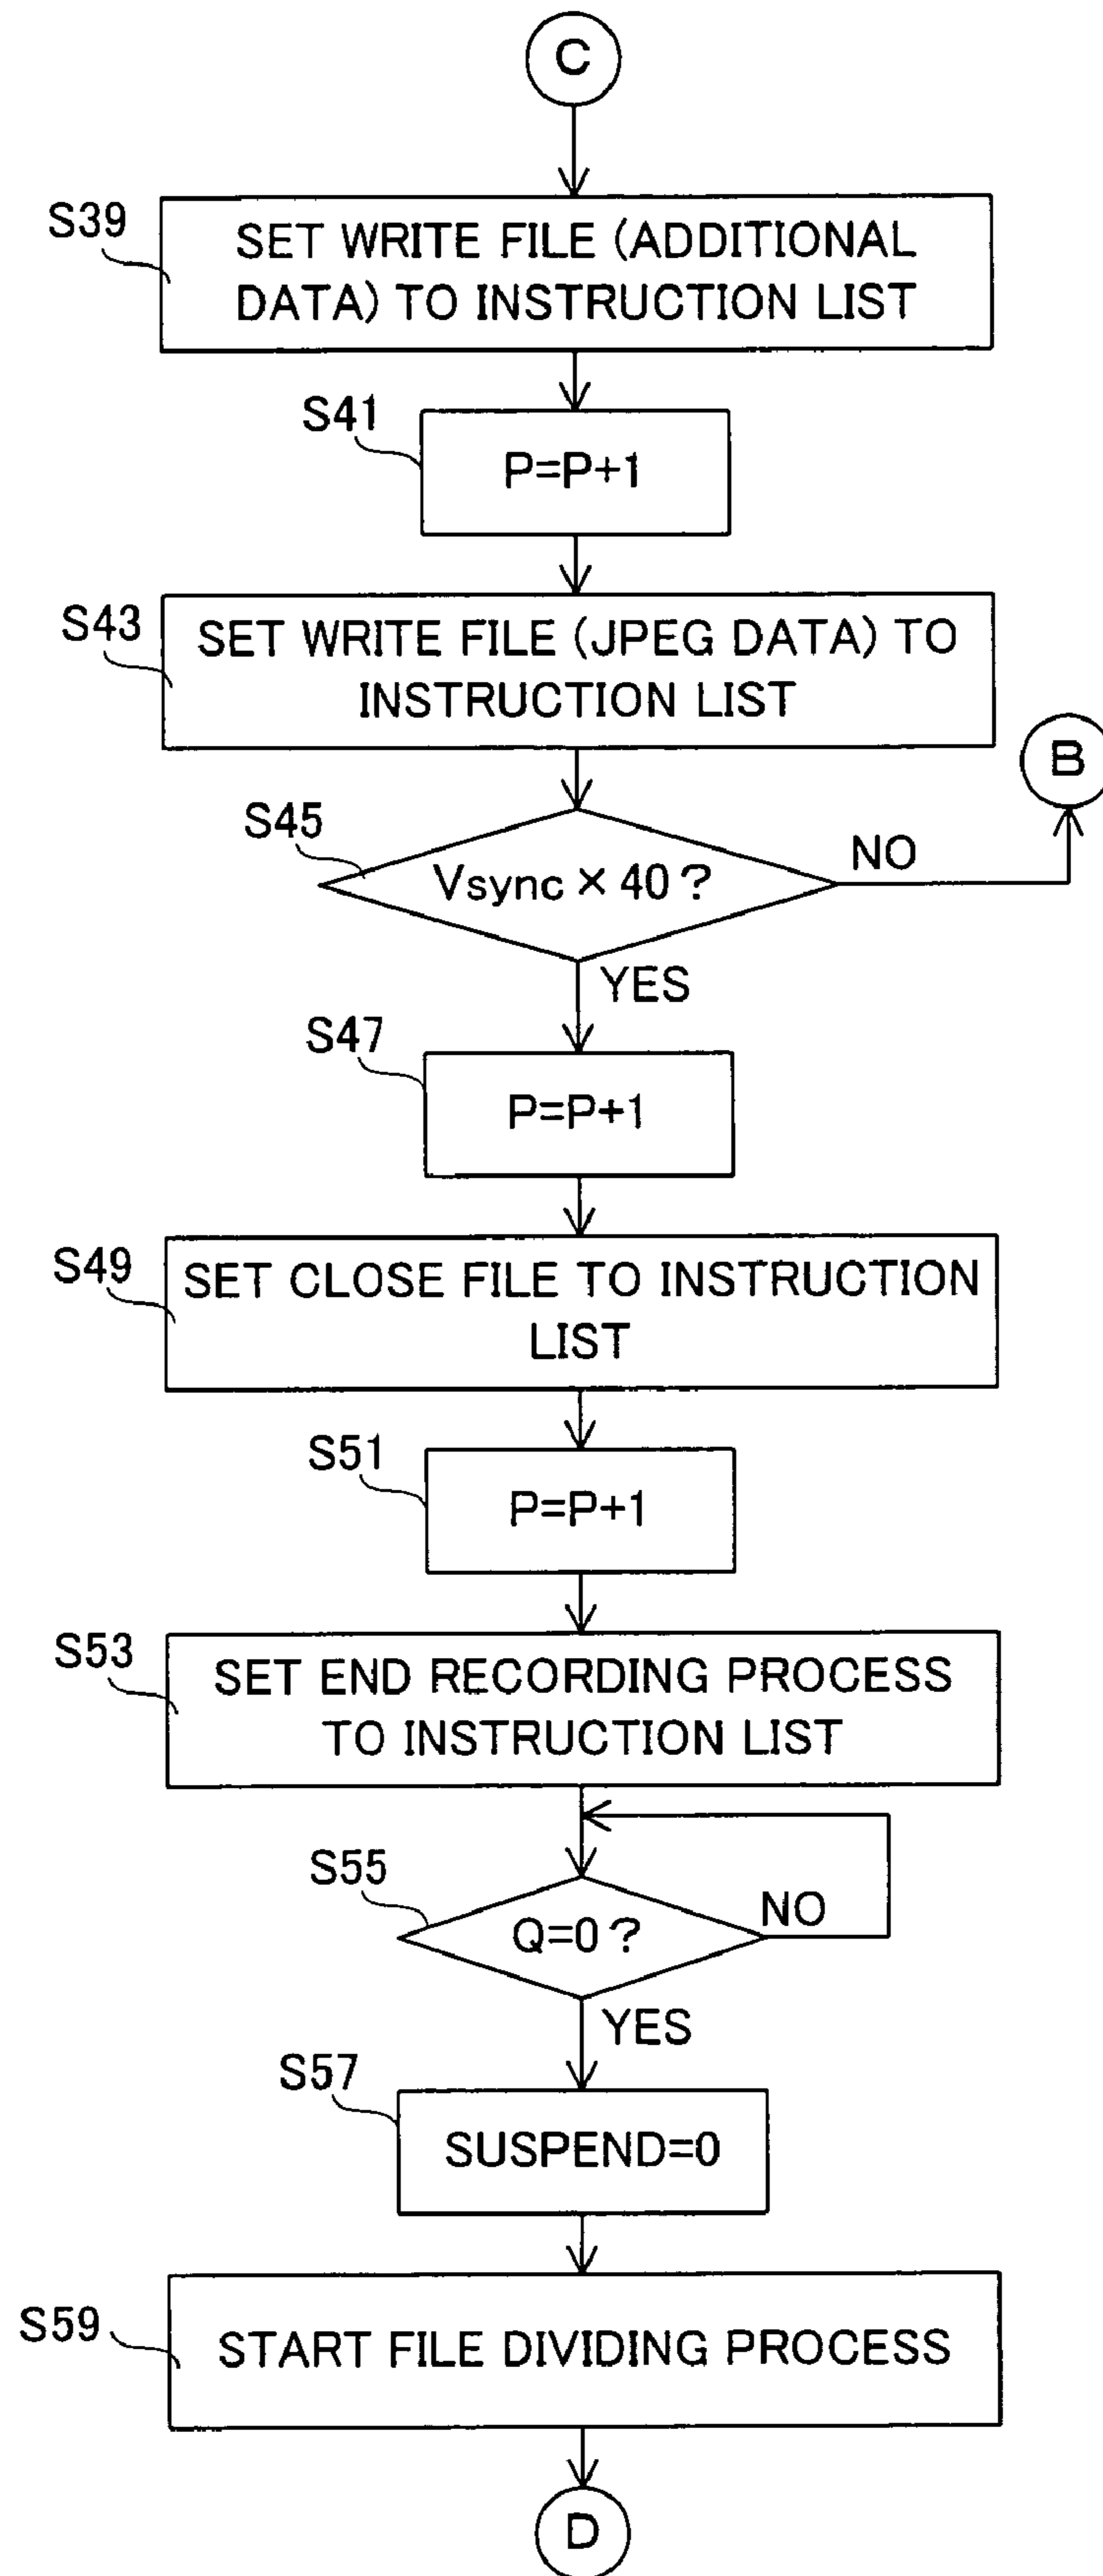 C
S39
SET WRITE FILE (ADDITIONAL
DATA) TO INSTRUCTION LIST
S41
P=P+1
S43
SET WRITE FILE (JPEG DATA) TO
INSTRUCTION LIST
B
S45
Vsync × 40 ?
NO
YES
S47
P=P+1
S49
SET CLOSE FILE TO INSTRUCTION
LIST
S51
P=P+1
S53
SET END RECORDING PROCESS
TO INSTRUCTION LIST
S55
Q=0 ?
NO
YES
S57
SUSPEND=0
S59
START FILE DIVIDING PROCESS
D